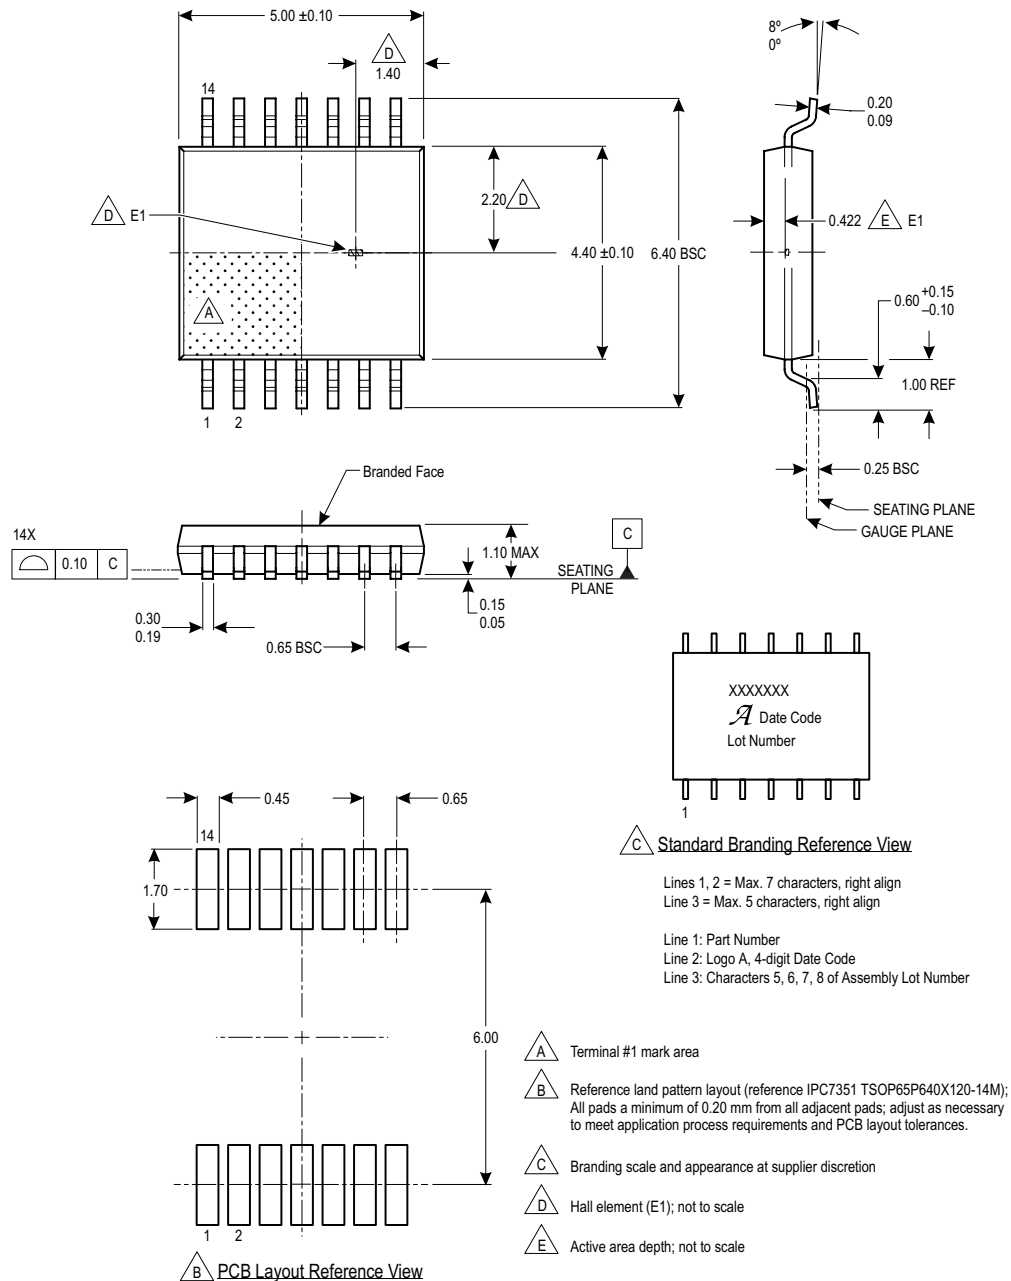 5.00 ±0.10
D
1.40
8º
0º
14
0.20
0.09
2.20 D
D E1
0.422 E E1
4.40 ±0.10
6.40 BSC
A
0.60 +0.15
–0.10
1.00 REF
1 2
0.25 BSC
Branded Face
SEATING PLANE
GAUGE PLANE
14X
0.10 C
1.10 MAX
C
SEATING
PLANE
0.15
0.05
0.30
0.19
0.65 BSC
XXXXXXX
A Date Code
Lot Number
1
0.45
0.65
14
C Standard Branding Reference View
1.70
Lines 1, 2 = Max. 7 characters, right align
Line 3 = Max. 5 characters, right align
Line 1: Part Number
Line 2: Logo A, 4-digit Date Code
Line 3: Characters 5, 6, 7, 8 of Assembly Lot Number
6.00
A Terminal #1 mark area
B Reference land pattern layout (reference IPC7351 TSOP65P640X120-14M);
All pads a minimum of 0.20 mm from all adjacent pads; adjust as necessary
to meet application process requirements and PCB layout tolerances.
C Branding scale and appearance at supplier discretion
D Hall element (E1); not to scale
E Active area depth; not to scale
1 2
B PCB Layout Reference View